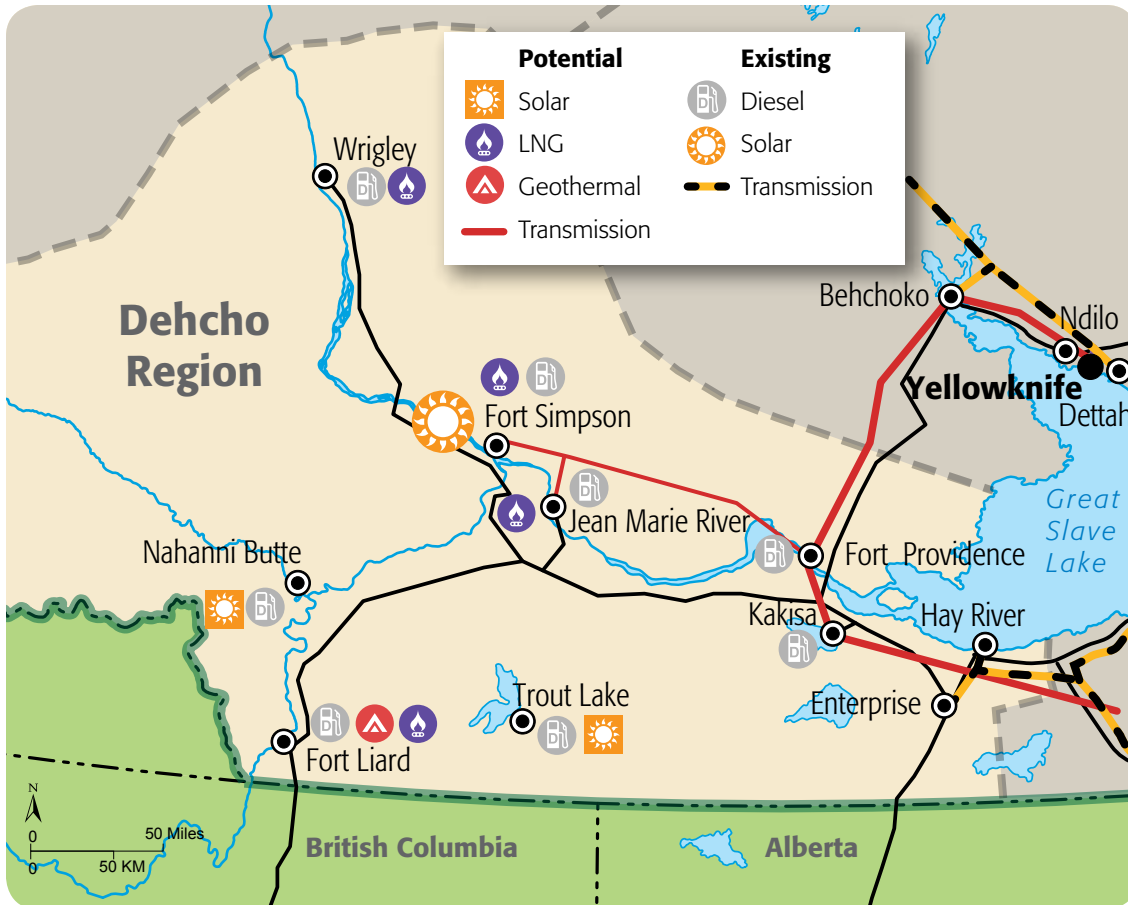 Potential
Existing
Solar
Diesel
LNG
Solar
Geothermal
Transmission
Transmission
Wrigley
Dehcho
Region
Behchoko
Ndilo
Yellowknife
Dettah
Fort Simpson
Jean Marie River
Great
Slave
Lake
Nahanni Butte
Fort Providence
Kakisa
Hay River
Trout Lake
Enterprise
Fort Liard
N
0
50 Miles
0
50 KM
British Columbia
Alberta
D
D
D
D
D
D
D
D